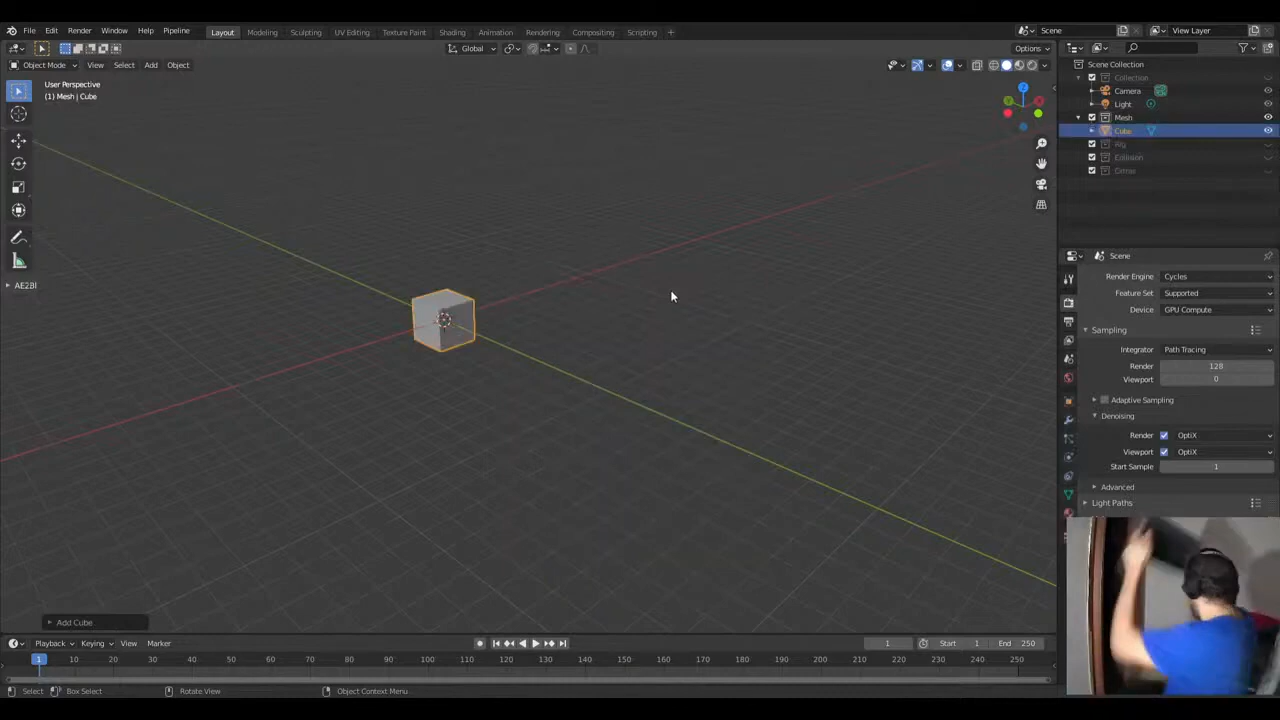 File Edit Render Window Help Pipeline Layout Modeling Sculpting UV Editing Texture Paint Shading Animation Rendering Compositing Scripting + Scene View Layer
Global Options
Object Mode View Select Add Object
User Perspective
(1) Mesh | Cube
Scene Collection
Collection
Camera
Light
Mesh
Cube
Rig
Collision
Extras
AE2Bl
Scene
Render Engine Cycles
Feature Set Supported
Device GPU Compute
Sampling
Integrator Path Tracing
Render 128
Viewport 0
Adaptive Sampling
Denoising
Render OptiX
Viewport OptiX
Start Sample 1
Advanced
Light Paths
Add Cube
Playback Keying View Marker 1 Start 1 End 250
1 10 20 30 40 50 60 70 80 90 100 110 120 130 140 150 160 170 180 190 200 210 220 230 240 250
Select Box Select Rotate View Object Context Menu